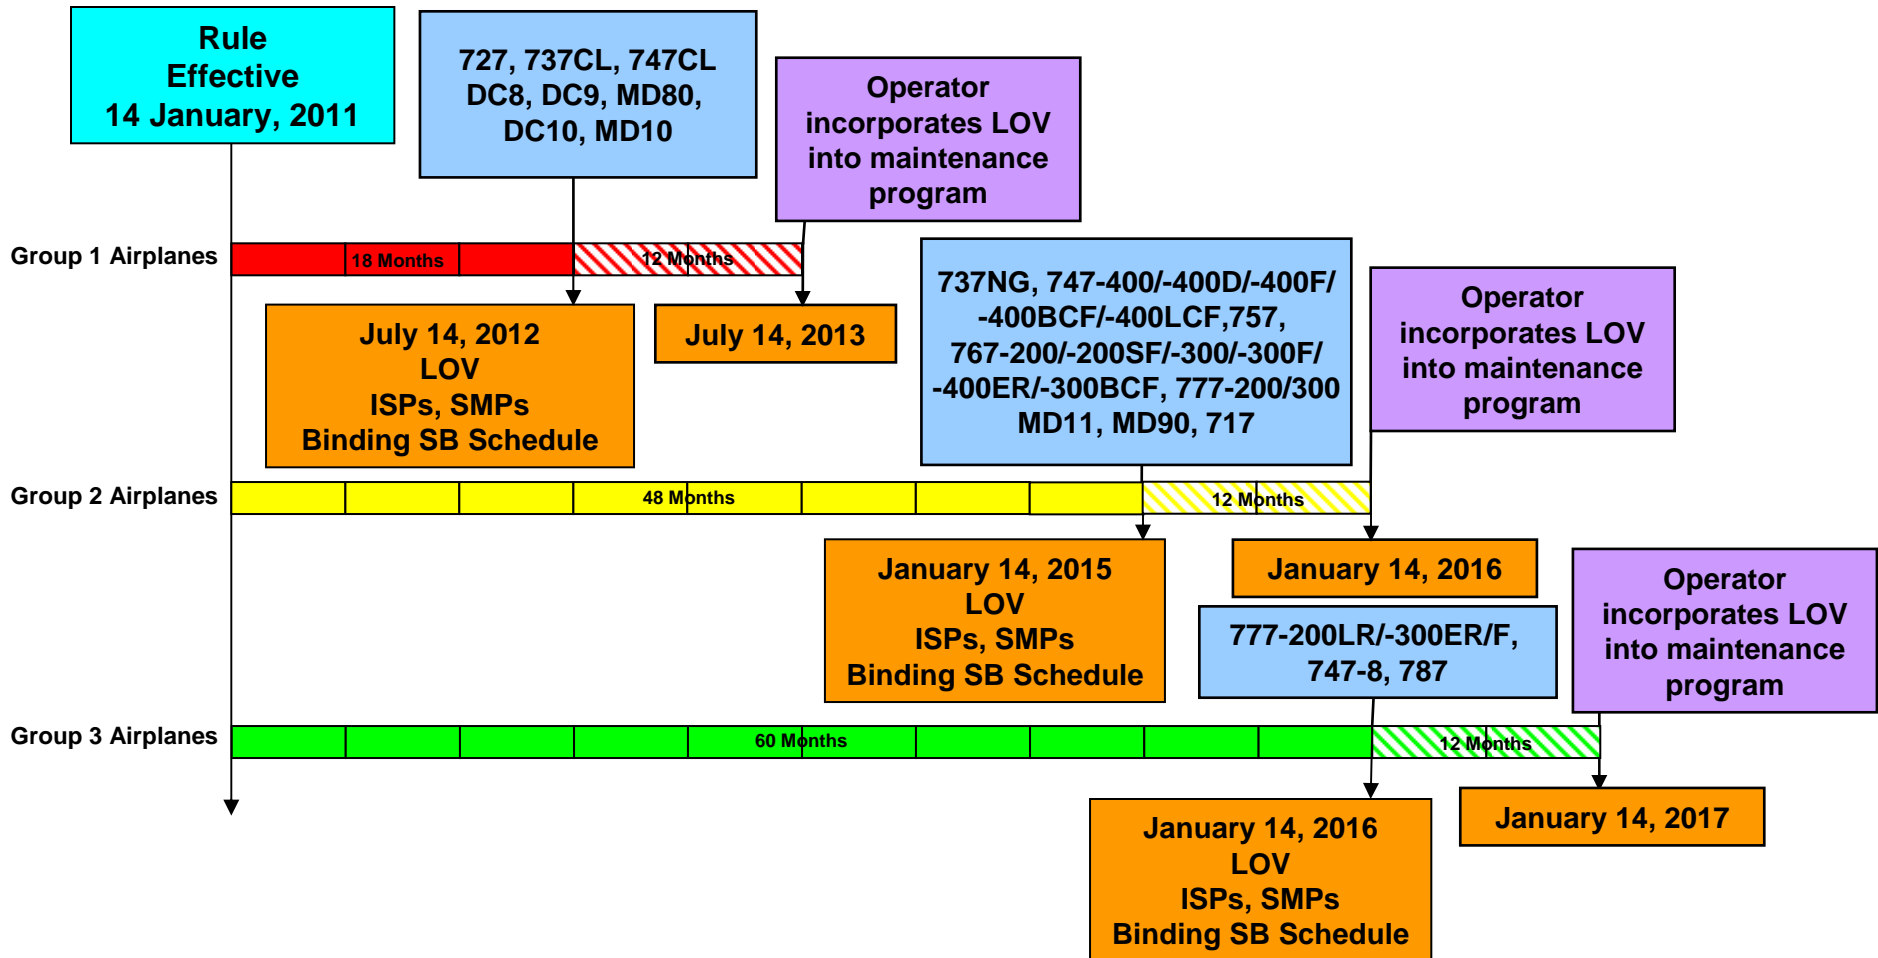 Rule
Effective
14 January, 2011
727, 737CL, 747CL
DC8, DC9, MD80,
DC10, MD10
Operator
incorporates LOV
into maintenance
program
Group 1 Airplanes
18 Months
12 Months
July 14, 2012
LOV
ISPs, SMPs
Binding SB Schedule
July 14, 2013
737NG, 747-400/-400D/-400F/
-400BCF/-400LCF,757,
767-200/-200SF/-300/-300F/
-400ER/-300BCF, 777-200/300
MD11, MD90, 717
Operator
incorporates LOV
into maintenance
program
Group 2 Airplanes
48 Months
12 Months
January 14, 2015
LOV
ISPs, SMPs
Binding SB Schedule
January 14, 2016
777-200LR/-300ER/F,
747-8, 787
Operator
incorporates LOV
into maintenance
program
Group 3 Airplanes
60 Months
12 Months
January 14, 2016
LOV
ISPs, SMPs
Binding SB Schedule
January 14, 2017